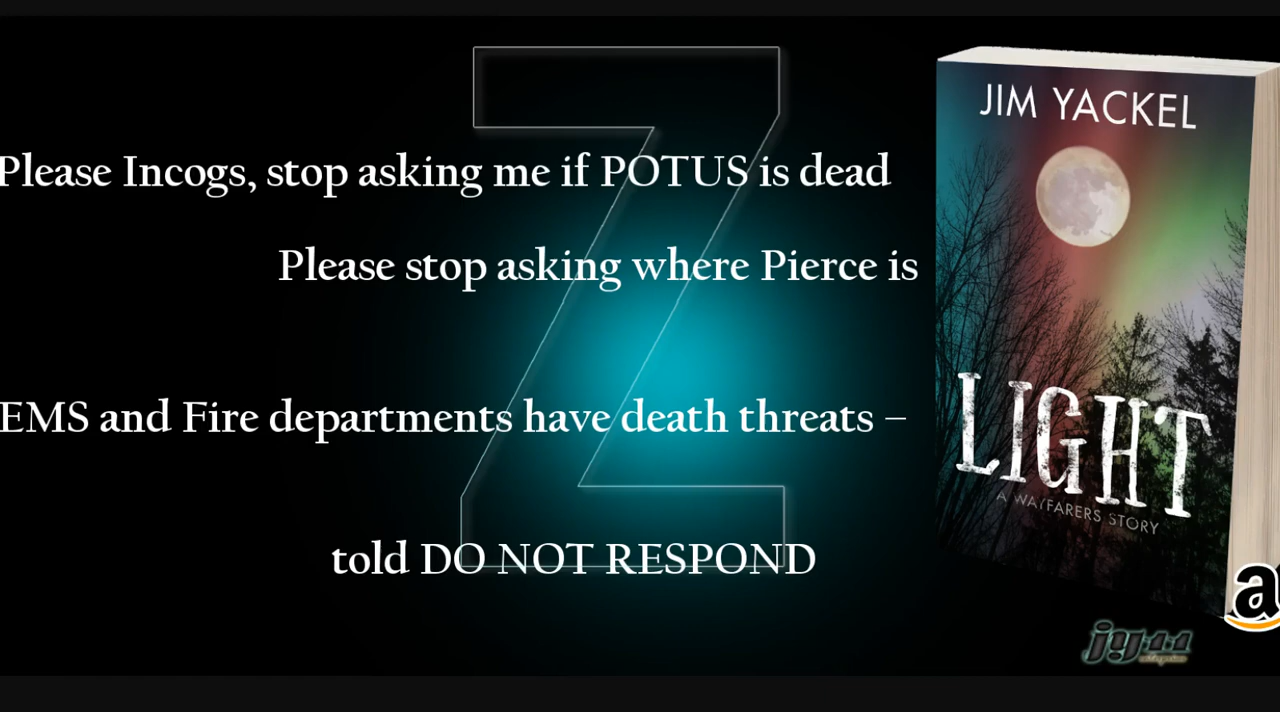 Please Incogs, stop asking me if POTUS is dead
Please stop asking where Pierce is
EMS and Fire departments have death threats –
told DO NOT RESPOND
JIM YACKEL
LIGHT
A WAYFARERS STORY
a
Z